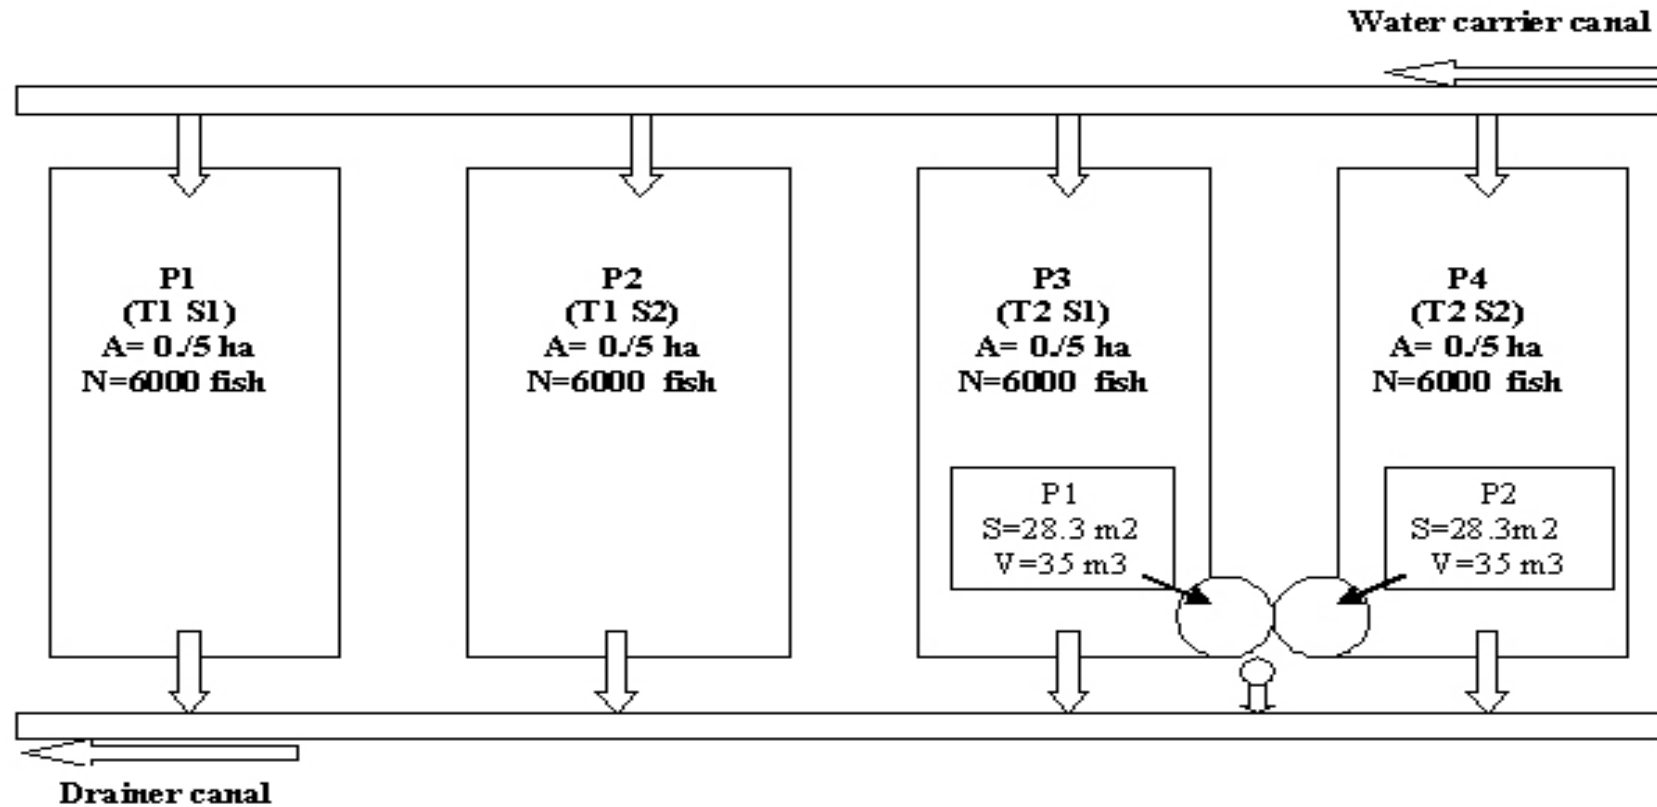 Water carrier canal
P1
(T1 S1)
A= 0./5 ha
N=6000 fish
P2
(T1 S2)
A= 0./5 ha
N=6000 fish
P3
(T2 S1)
A= 0./5 ha
N=6000 fish
P4
(T2 S2)
A= 0./5 ha
N=6000 fish
P1
S=28.3 m2
V=35 m3
P2
S=28.3m2
V=35 m3
Drainer canal